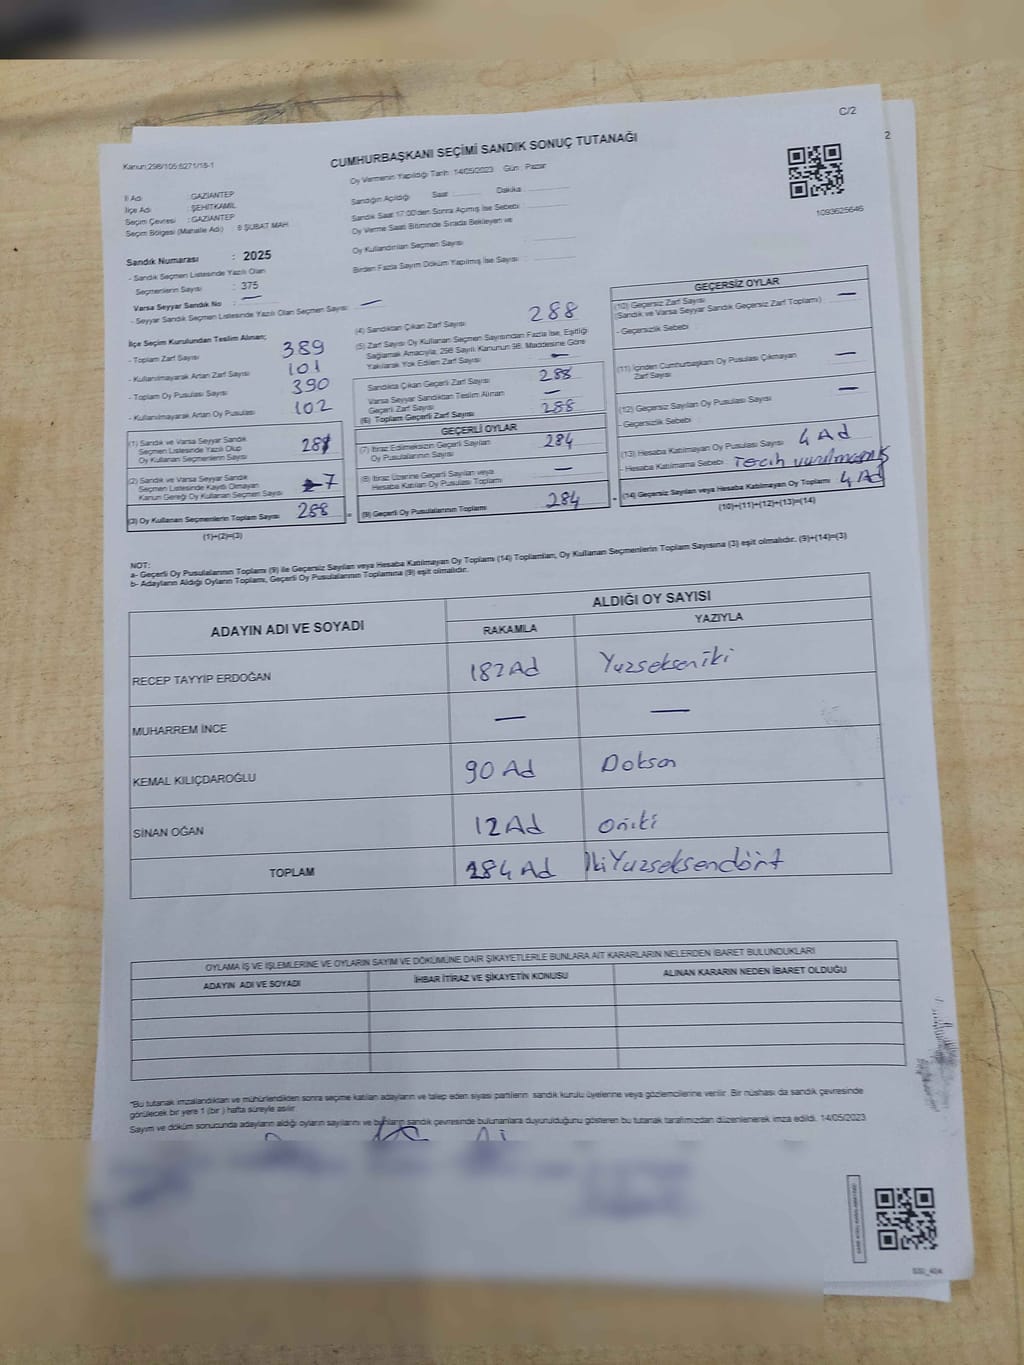 C/2
2
Kanun:298/105;6271/18-1
CUMHURBAŞKANI SEÇİMİ SANDIK SONUÇ TUTANAĞI
Oy Vermenin Yapıldığı Tarih :14/05/2023 Gün : Pazar
İl Adı : GAZİANTEP
İlçe Adı : ŞEHİTKAMİL
Seçim Çevresi : GAZİANTEP
Seçim Bölgesi (Mahalle Adı) 8 ŞUBAT MAH
Sandığın Açıldığı Saat Dakika
Sandık Saat 17:00'den Sonra Açılmış İse Sebebi
Oy Verme Saati Bitiminde Sırada Bekleyen ve
Oy Kullandırılan Seçmen Sayısı
Birden Fazla Sayım Döküm Yapılmış İse Sayısı
1093625646
Sandık Numarası : 2025
- Sandık Seçmen Listesinde Yazılı Olan
Seçmenlerin Sayısı : 375
Varsa Seyyar Sandık No : —
- Seyyar Sandık Seçmen Listesinde Yazılı Olan Seçmen Sayısı —
İlçe Seçim Kurulundan Teslim Alınan;
- Toplam Zarf Sayısı 389
- Kullanılmayarak Artan Zarf Sayısı 101
- Toplam Oy Pusulası Sayısı 390
- Kullanılmayarak Artan Oy Pusulası 102
(1) Sandık ve Varsa Seyyar Sandık
Seçmen Listesinde Yazılı Olup
Oy Kullanan Seçmenlerin Sayısı 281
(2) Sandık ve Varsa Seyyar Sandık
Seçmen Listesinde Kayıtlı Olmayan
Kanun Gereği Oy Kullanan Seçmen Sayısı 7
(3) Oy Kullanan Seçmenlerin Toplam Sayısı 288 =
(1)+(2)=(3)
(4) Sandıktan Çıkan Zarf Sayısı 288
(5) Zarf Sayısı Oy Kullanan Seçmen Sayısından Fazla İse, Eşitliği
Sağlamak Amacıyla, 298 Sayılı Kanunun 98. Maddesine Göre
Yakılarak Yok Edilen Zarf Sayısı —
Sandıkta Çıkan Geçerli Zarf Sayısı 288
Varsa Seyyar Sandıktan Teslim Alınan
Geçerli Zarf Sayısı —
(6) Toplam Geçerli Zarf Sayısı 288
GEÇERLİ OYLAR
(7) İtiraz Edilmeksizin Geçerli Sayılan
Oy Pusulalarının Sayısı 284
(8) İtiraz Üzerine Geçerli Sayılan veya
Hesaba Katılan Oy Pusulası Toplamı —
(9) Geçerli Oy Pusulalarının Toplamı 284 +
GEÇERSİZ OYLAR
(10) Geçersiz Zarf Sayısı —
(Sandık ve Varsa Seyyar Sandık Geçersiz Zarf Toplamı)
- Geçersizlik Sebebi
(11) İçinden Cumhurbaşkanı Oy Pusulası Çıkmayan
Zarf Sayısı —
(12) Geçersiz Sayılan Oy Pusulası Sayısı —
- Geçersizlik Sebebi
(13) Hesaba Katılmayan Oy Pusulası Sayısı 4 Ad
- Hesaba Katılmama Sebebi Tecih vurulmamış
(14) Geçersiz Sayılan veya Hesaba Katılmayan Oy Toplamı 4 Ad
(10)+(11)+(12)+(13)=(14)
NOT:
a- Geçerli Oy Pusulalarının Toplamı (9) ile Geçersiz Sayılan veya Hesaba Katılmayan Oy Toplamı (14) Toplamları, Oy Kullanan Seçmenlerin Toplam Sayısına (3) eşit olmalıdır. (9)+(14)=(3)
b- Adayların Aldığı Oyların Toplamı, Geçerli Oy Pusulalarının Toplamına (9) eşit olmalıdır.
ADAYIN ADI VE SOYADI
ALDIĞI OY SAYISI
RAKAMLA YAZIYLA
RECEP TAYYİP ERDOĞAN 182 Ad Yuzsekseniki
MUHARREM İNCE — —
KEMAL KILIÇDAROĞLU 90 Ad Doksan
SİNAN OĞAN 12 Ad oniki
TOPLAM 284 Ad İkiYuzseksendört
OYLAMA İŞ VE İŞLEMLERİNE VE OYLARIN SAYIM VE DÖKÜMÜNE DAİR ŞİKAYETLERLE BUNLARA AİT KARARLARIN NELERDEN İBARET BULUNDUKLARI
ADAYIN ADI VE SOYADI İHBAR İTİRAZ VE ŞİKAYETİN KONUSU ALINAN KARARIN NEDEN İBARET OLDUĞU
"Bu tutanak imzalandıktan ve mühürlendikten sonra seçime katılan adayların ve talep eden siyasi partilerin sandık kurulu üyelerine veya gözlemcilerine verilir. Bir nüshası da sandık çevresinde
görülecek bir yere 1 (bir ) hafta süreyle asılır
Sayım ve döküm sonucunda adayların aldığı oyların sayılarını ve bunların sandık çevresinde bulunanlara duyurulduğunu gösteren bu tutanak tarafımızdan düzenlenerek imza edildi. 14/05/2023